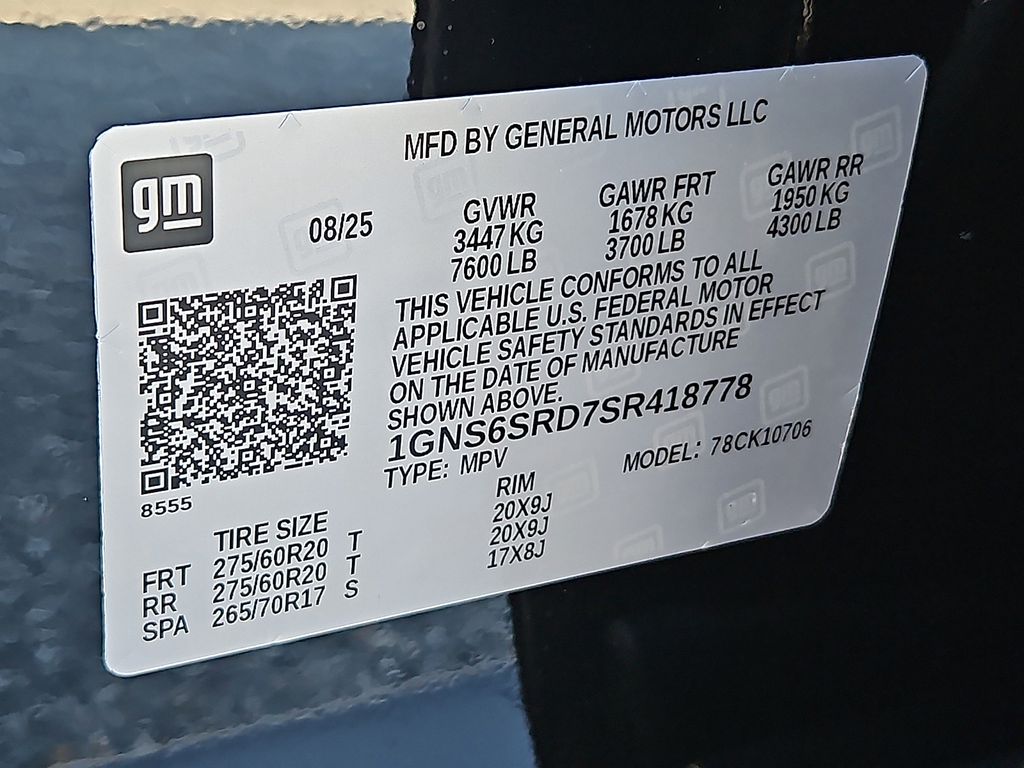 MFD BY GENERAL MOTORS LLC
gm
08/25
GVWR GAWR FRT GAWR RR
3447 KG 1678 KG 1950 KG
7600 LB 3700 LB 4300 LB
THIS VEHICLE CONFORMS TO ALL
APPLICABLE U.S. FEDERAL MOTOR
VEHICLE SAFETY STANDARDS IN EFFECT
ON THE DATE OF MANUFACTURE
SHOWN ABOVE.
1GNS6SRD7SR418778
TYPE: MPV MODEL: 78CK10706
8555
TIRE SIZE RIM
FRT 275/60R20 T 20X9J
RR 275/60R20 T 20X9J
SPA 265/70R17 S 17X8J